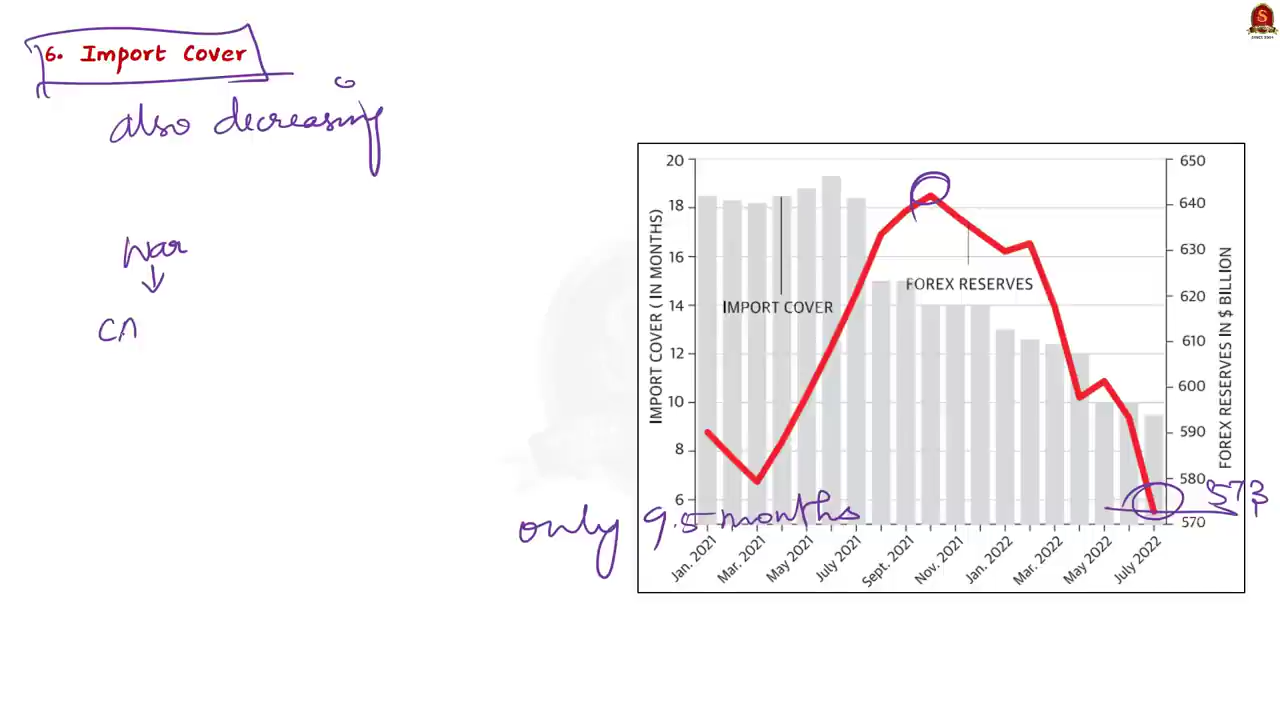 6. Import Cover
also decreasing
War
↓
CA
only 9.5 months
573
20
18
16
14
12
10
8
6
IMPORT COVER ( IN MONTHS)
IMPORT COVER
FOREX RESERVES
650
640
630
620
610
600
590
580
570
FOREX RESERVES IN $ BILLION
Jan. 2021
Mar. 2021
May 2021
July 2021
Sept. 2021
Nov. 2021
Jan. 2022
Mar. 2022
May 2022
July 2022
S